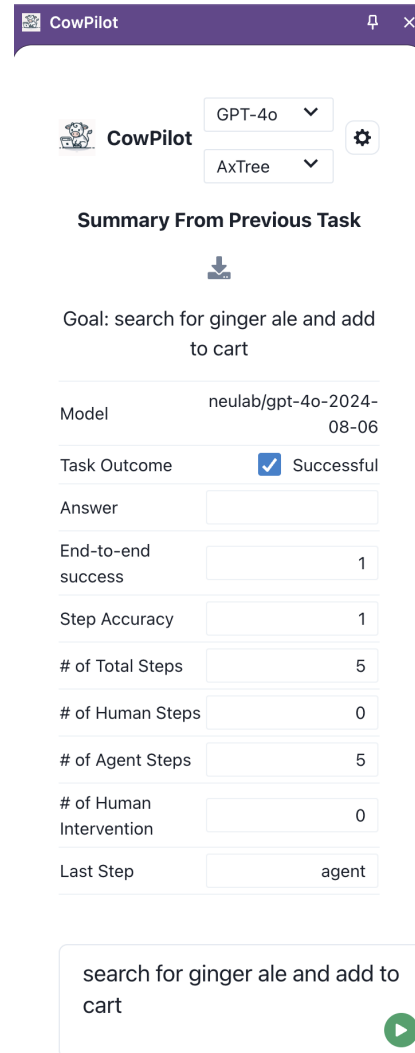 CowPilot
GPT-4o
CowPilot
AxTree
Summary From Previous Task
Goal: search for ginger ale and add
to cart
Model
neulab/gpt-4o-2024-
08-06
Task Outcome
Successful
Answer
End-to-end
success
1
Step Accuracy
1
# of Total Steps
5
# of Human Steps
0
# of Agent Steps
5
# of Human
Intervention
0
Last Step
agent
search for ginger ale and add to
cart